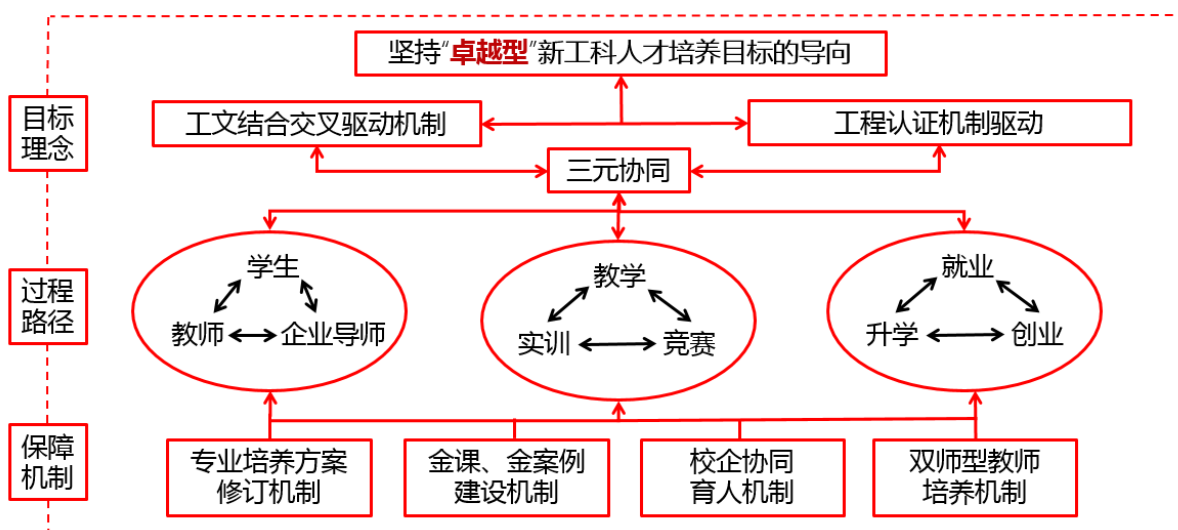 坚持“卓越型”新工科人才培养目标的导向
目标
理念
工文结合交叉驱动机制
工程认证机制驱动
三元协同
过程
路径
学生
教师
企业导师
教学
实训
竞赛
就业
升学
创业
保障
机制
专业培养方案
修订机制
金课、金案例
建设机制
校企协同
育人机制
双师型教师
培养机制